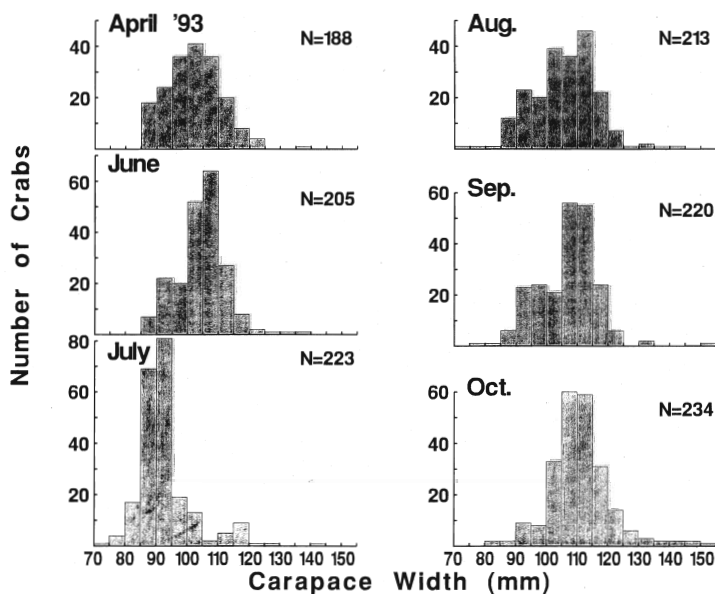 April '93
N=188
40
20
Aug.
N=213
40
20
June
N=205
60
40
20
Sep.
N=220
60
40
20
July
N=223
80
60
40
20
Oct.
N=234
60
40
20
70 80 90 100 110 120 130 140 150
70 80 90 100 110 120 130 140 150
Number of Crabs
Carapace Width (mm)